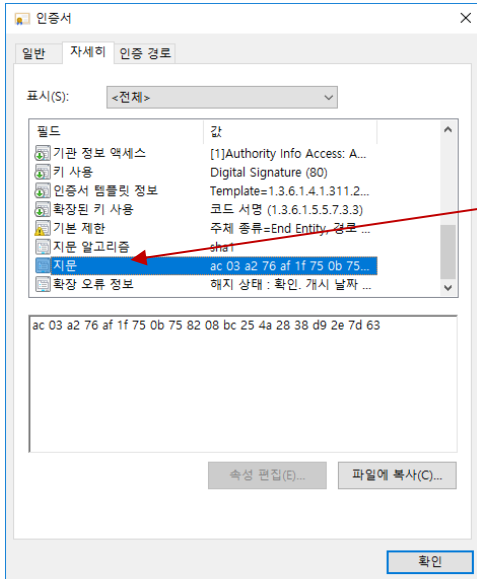 인증서
일반 자세히 인증 경로
표시(S): <전체>
필드 값
기관 정보 액세스 [1]Authority Info Access: A...
키 사용 Digital Signature (80)
인증서 템플릿 정보 Template=1.3.6.1.4.1.311.2...
확장된 키 사용 코드 서명 (1.3.6.1.5.5.7.3.3)
기본 제한 주체 종류=End Entity, 경로 ...
지문 알고리즘 sha1
지문 ac 03 a2 76 af 1f 75 0b 75...
확장 오류 정보 해지 상태 : 확인. 개시 날짜 ...
ac 03 a2 76 af 1f 75 0b 75 82 08 bc 25 4a 28 38 d9 2e 7d 63
속성 편집(E)... 파일에 복사(C)...
확인